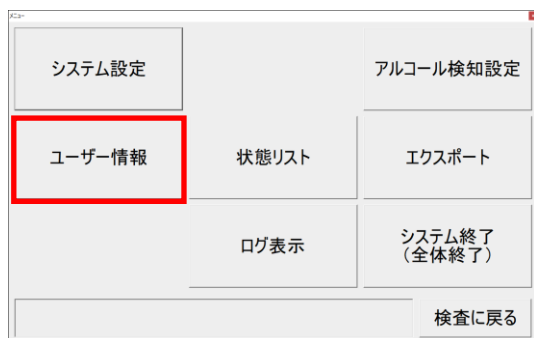 メニュー
システム設定
アルコール検知設定
ユーザー情報
状態リスト
エクスポート
ログ表示
システム終了
（全体終了）
検査に戻る